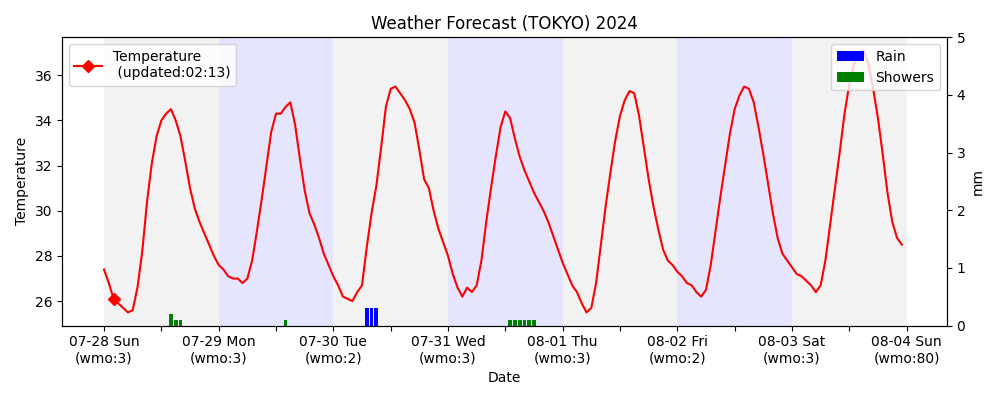 Weather Forecast (TOKYO) 2024
Temperature
(updated:02:13)
Rain
Showers
Temperature
36
34
32
30
28
26
5
4
3
2
1
0
mm
07-28 Sun
(wmo:3)
07-29 Mon
(wmo:3)
07-30 Tue
(wmo:2)
07-31 Wed
(wmo:3)
08-01 Thu
(wmo:3)
08-02 Fri
(wmo:2)
08-03 Sat
(wmo:3)
08-04 Sun
(wmo:80)
Date